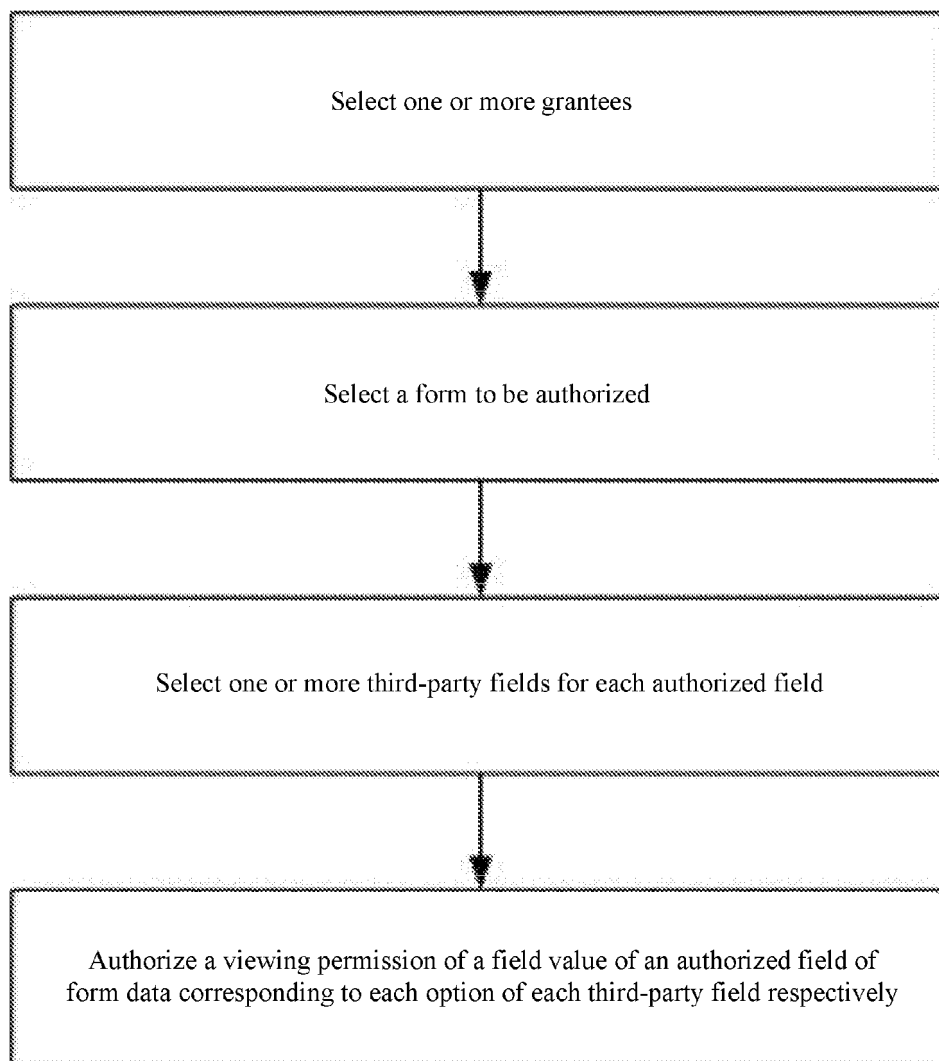 Select one or more grantees
Select a form to be authorized
Select one or more third-party fields for each authorized field
Authorize a viewing permission of a field value of an authorized field of
form data corresponding to each option of each third-party field respectively